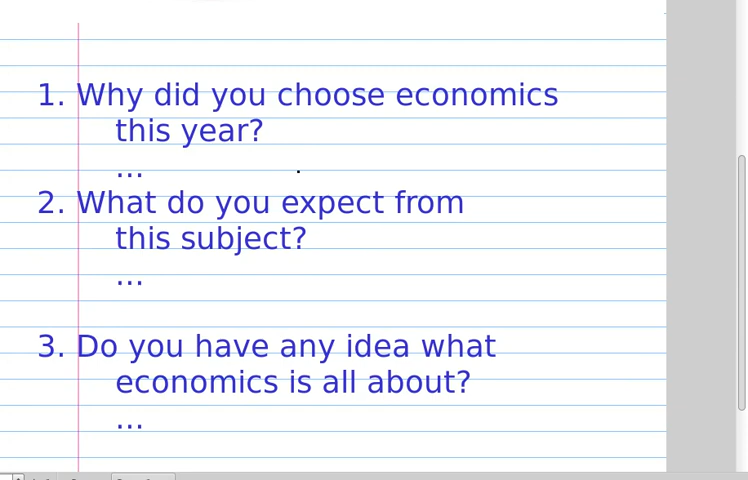 1. Why did you choose economics
this year?
...
2. What do you expect from
this subject?
...
3. Do you have any idea what
economics is all about?
...